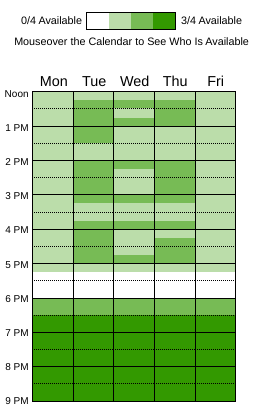 0/4 Available 3/4 Available
Mouseover the Calendar to See Who Is Available
Mon Tue Wed Thu Fri
Noon
1 PM
2 PM
3 PM
4 PM
5 PM
6 PM
7 PM
8 PM
9 PM